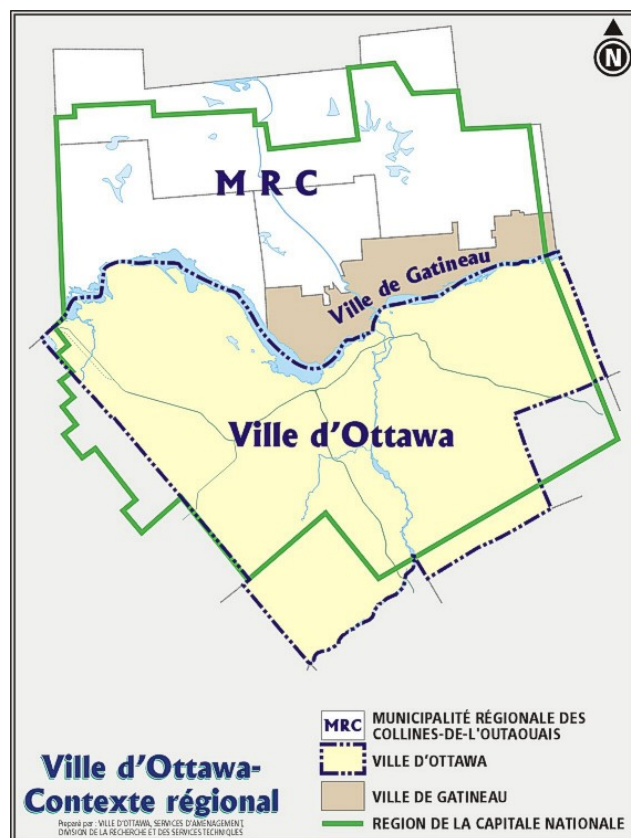 N
MRC
Ville de Gatineau
Ville d'Ottawa
MRC MUNICIPALITÉ RÉGIONALE DES
COLLINES-DE-L'OUTAOUAIS
VILLE D'OTTAWA
VILLE DE GATINEAU
REGION DE LA CAPITALE NATIONALE
Ville d'Ottawa-
Contexte régional
Preparé par : VILLE D'OTTAWA, SERVICES D'AMÉNAGEMENT,
DIVISION DE LA RECHERCHE ET DES SERVICES TECHNIQUES